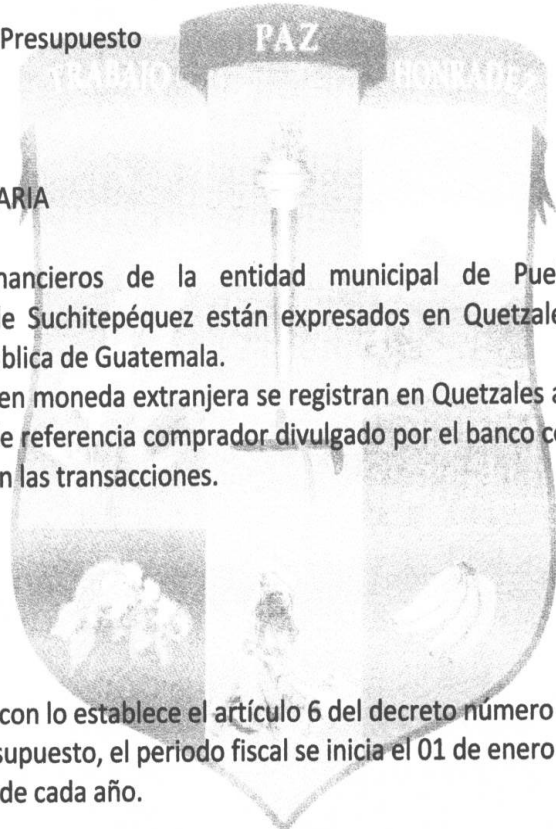 Presupuesto
PAZ
TRABAJO
HONRADEZ
ARIA
nancieros de la entidad municipal de Pue
e Suchitepéquez están expresados en Quetzale
blica de Guatemala.
en moneda extranjera se registran en Quetzales a
e referencia comprador divulgado por el banco ce
n las transacciones.
con lo establece el artículo 6 del decreto número
supuesto, el periodo fiscal se inicia el 01 de enero
de cada año.